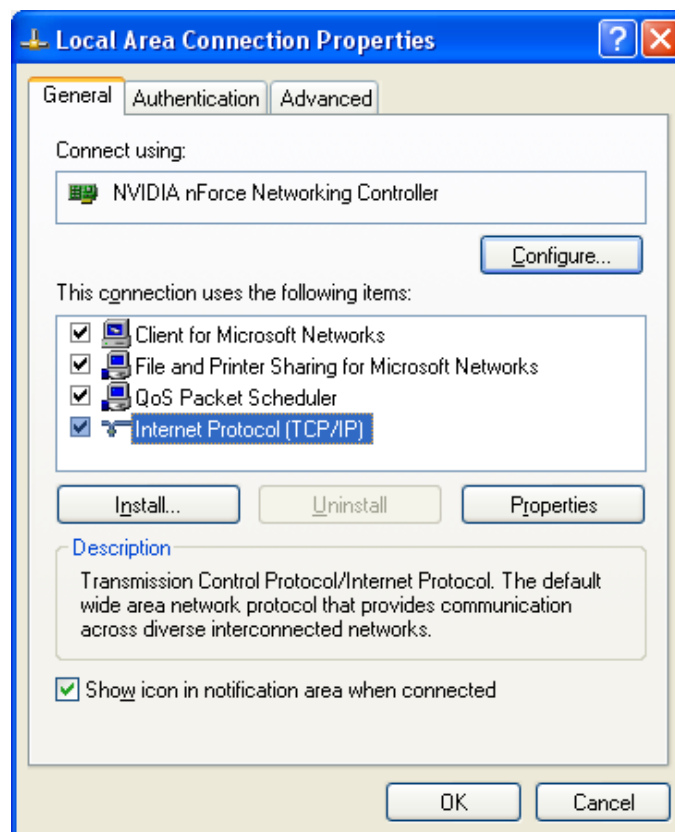 Local Area Connection Properties
General Authentication Advanced
Connect using:
NVIDIA nForce Networking Controller
Configure...
This connection uses the following items:
Client for Microsoft Networks
File and Printer Sharing for Microsoft Networks
QoS Packet Scheduler
Internet Protocol (TCP/IP)
Install... Uninstall Properties
Description
Transmission Control Protocol/Internet Protocol. The default
wide area network protocol that provides communication
across diverse interconnected networks.
Show icon in notification area when connected
OK Cancel